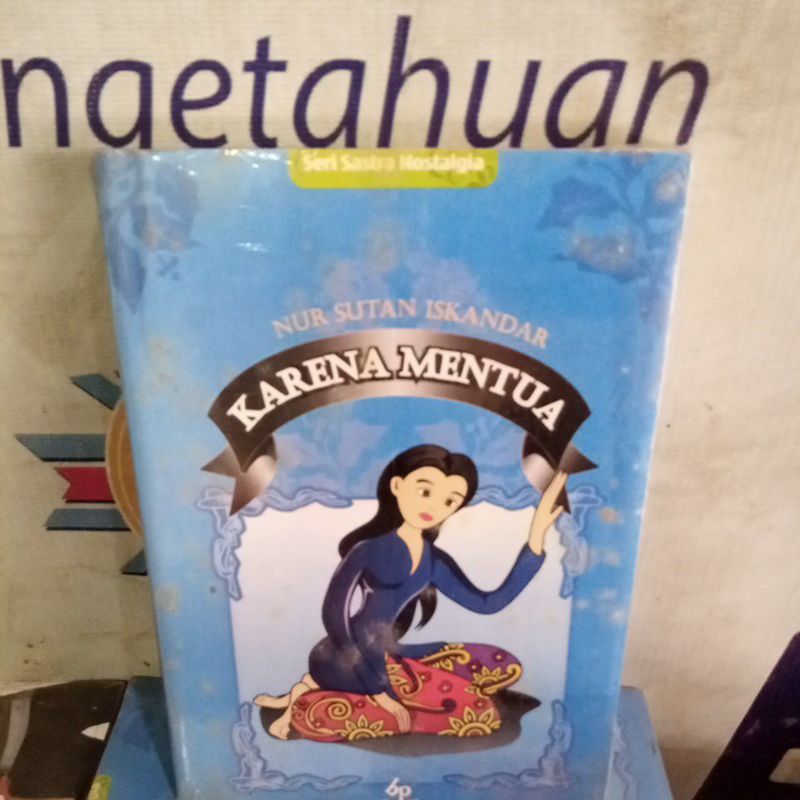 ngetahuan
Seri Sastra Nostalgia
NUR SUTAN ISKANDAR
KARENA MENTUA
bp